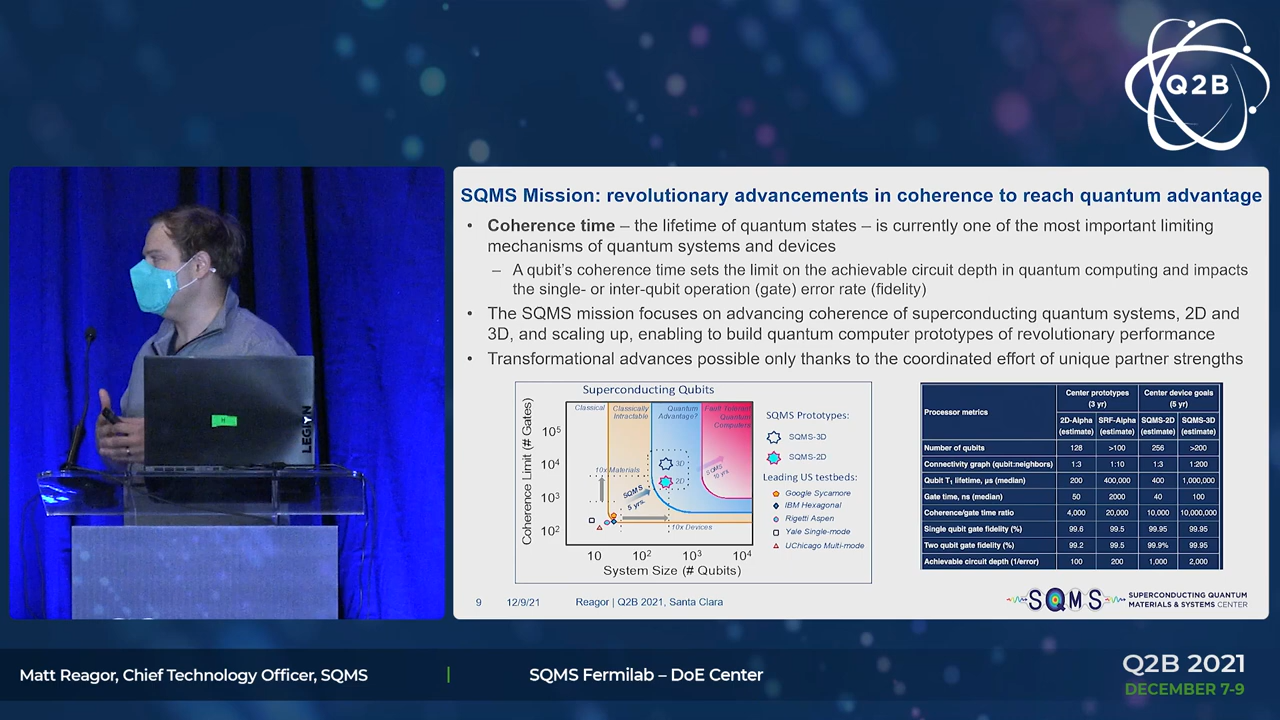 Q2B
SQMS Mission: revolutionary advancements in coherence to reach quantum advantage
• Coherence time – the lifetime of quantum states – is currently one of the most important limiting
mechanisms of quantum systems and devices
– A qubit's coherence time sets the limit on the achievable circuit depth in quantum computing and impacts
the single- or inter-qubit operation (gate) error rate (fidelity)
• The SQMS mission focuses on advancing coherence of superconducting quantum systems, 2D and
3D, and scaling up, enabling to build quantum computer prototypes of revolutionary performance
• Transformational advances possible only thanks to the coordinated effort of unique partner strengths
Superconducting Qubits
Coherence Limit (# Gates)
10⁵
10⁴
10³
10²
Classical
Classically
Intractable
Quantum
Advantage?
Fault Tolerant
Quantum
Computers
10x Materials
3D
2D
SQMS
5 yrs.
SQMS
10 yrs.
10x Devices
10 10² 10³ 10⁴
System Size (# Qubits)
SQMS Prototypes:
SQMS-3D
SQMS-2D
Leading US testbeds:
Google Sycamore
IBM Hexagonal
Rigetti Aspen
Yale Single-mode
UChicago Multi-mode
Processor metrics
Center prototypes
(3 yr)
Center device goals
(5 yr)
2D-Alpha
(estimate)
SRF-Alpha
(estimate)
SQMS-2D
(estimate)
SQMS-3D
(estimate)
Number of qubits 128 >100 256 >200
Connectivity graph (qubit:neighbors) 1:3 1:10 1:3 1:200
Qubit T₁ lifetime, µs (median) 200 400,000 400 1,000,000
Gate time, ns (median) 50 2000 40 100
Coherence/gate time ratio 4,000 20,000 10,000 10,000,000
Single qubit gate fidelity (%) 99.6 99.5 99.95 99.95
Two qubit gate fidelity (%) 99.2 99.5 99.9% 99.95
Achievable circuit depth (1/error) 100 200 1,000 2,000
9 12/9/21 Reagor | Q2B 2021, Santa Clara
SQMS
SUPERCONDUCTING QUANTUM
MATERIALS & SYSTEMS CENTER
H
LEGION
Matt Reagor, Chief Technology Officer, SQMS | SQMS Fermilab – DoE Center
Q2B 2021
DECEMBER 7-9